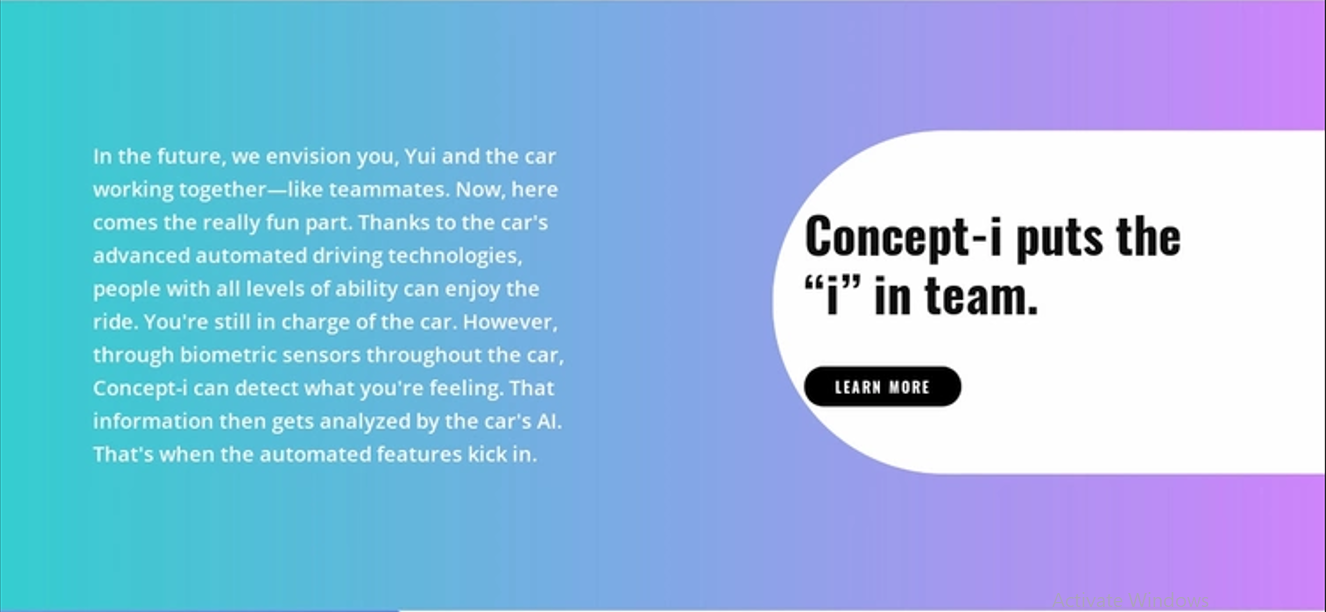 In the future, we envision you, Yui and the car
working together—like teammates. Now, here
comes the really fun part. Thanks to the car's
advanced automated driving technologies,
people with all levels of ability can enjoy the
ride. You're still in charge of the car. However,
through biometric sensors throughout the car,
Concept-i can detect what you're feeling. That
information then gets analyzed by the car's AI.
That's when the automated features kick in.
Concept-i puts the
“i” in team.
LEARN MORE
Activate Windows